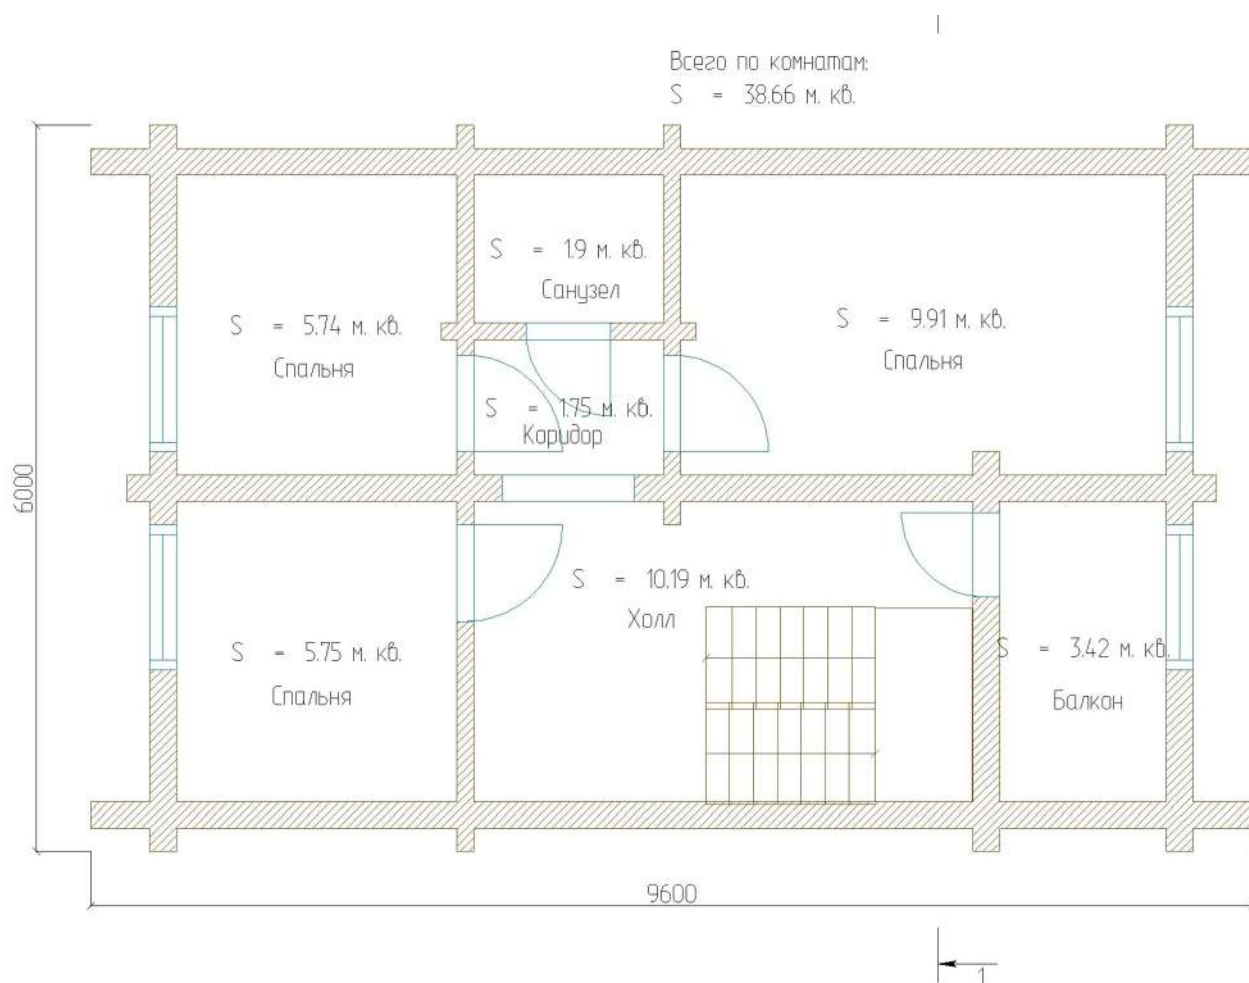 Всего по комнатам:
S = 38.66 м. кв.
S = 1.9 м. кв.
Санузел
S = 5.74 м. кв.
Спальня
S = 9.91 м. кв.
Спальня
S = 1.75 м. кв.
Каридор
6000
S = 10.19 м. кв.
Холл
S = 5.75 м. кв.
Спальня
S = 3.42 м. кв.
Балкон
9600
1